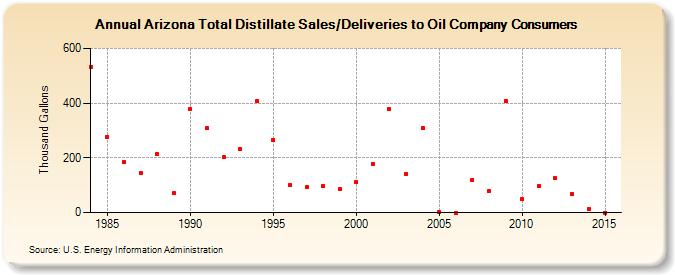 Annual Arizona Total Distillate Sales/Deliveries to Oil Company Consumers
Thousand Gallons
600
400
200
0
1985 1990 1995 2000 2005 2010 2015
Source: U.S. Energy Information Administration